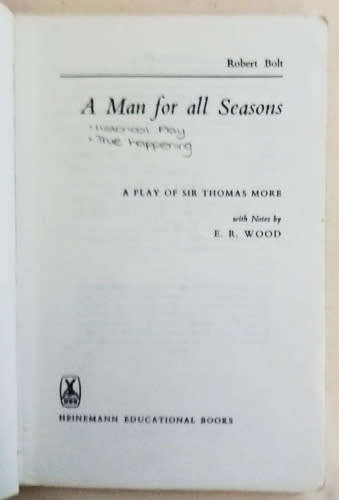 Robert Bolt
A Man for all Seasons
• Historical Play
• True Happening
A PLAY OF SIR THOMAS MORE
with Notes by
E. R. WOOD
HEINEMANN EDUCATIONAL BOOKS